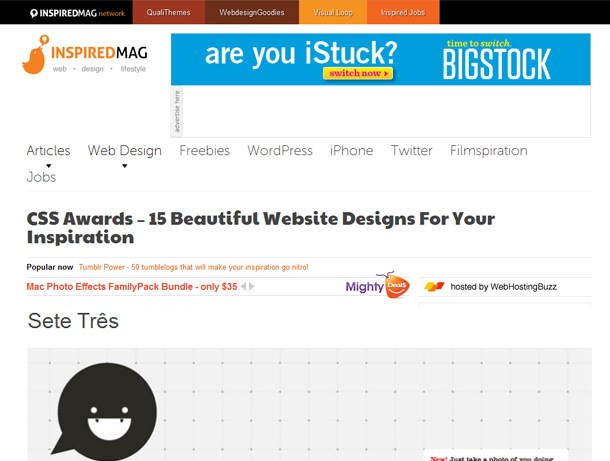 INSPIREDMAG network
QualiThemes
WebdesignGoodies
Visual Loop
Inspired Jobs
INSPIREDMAG
web • design • lifestyle
are you iStuck?
switch now
time to switch.
BIGSTOCK
advertise here
Articles Web Design Freebies WordPress iPhone Twitter Filmspiration
Jobs
CSS Awards – 15 Beautiful Website Designs For Your
Inspiration
Popular now Tumblr Power - 50 tumblelogs that will make your inspiration go nitro!
Mac Photo Effects FamilyPack Bundle - only $35
Mighty Deals
hosted by WebHostingBuzz
Sete Três
New! Just take a photo of you doing